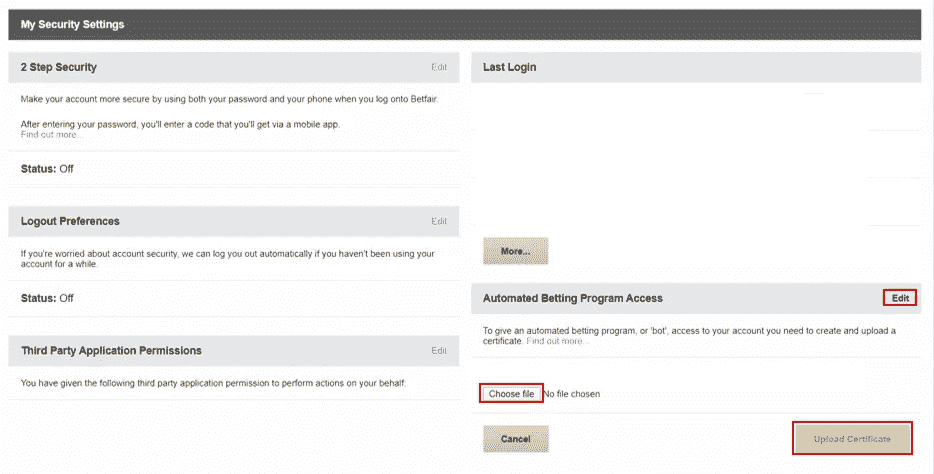 My Security Settings
2 Step Security
Edit
Make your account more secure by using both your password and your phone when you log onto Betfair.
After entering your password, you'll enter a code that you'll get via a mobile app.
Find out more...
Status: Off
Logout Preferences
Edit
If you're worried about account security, we can log you out automatically if you haven't been using your
account for a while.
Status: Off
Third Party Application Permissions
Edit
You have given the following third party application permission to perform actions on your behalf:
Last Login
More...
Automated Betting Program Access
Edit
To give an automated betting program, or 'bot', access to your account you need to create and upload a
certificate. Find out more...
Choose file No file chosen
Cancel
Upload Certificate